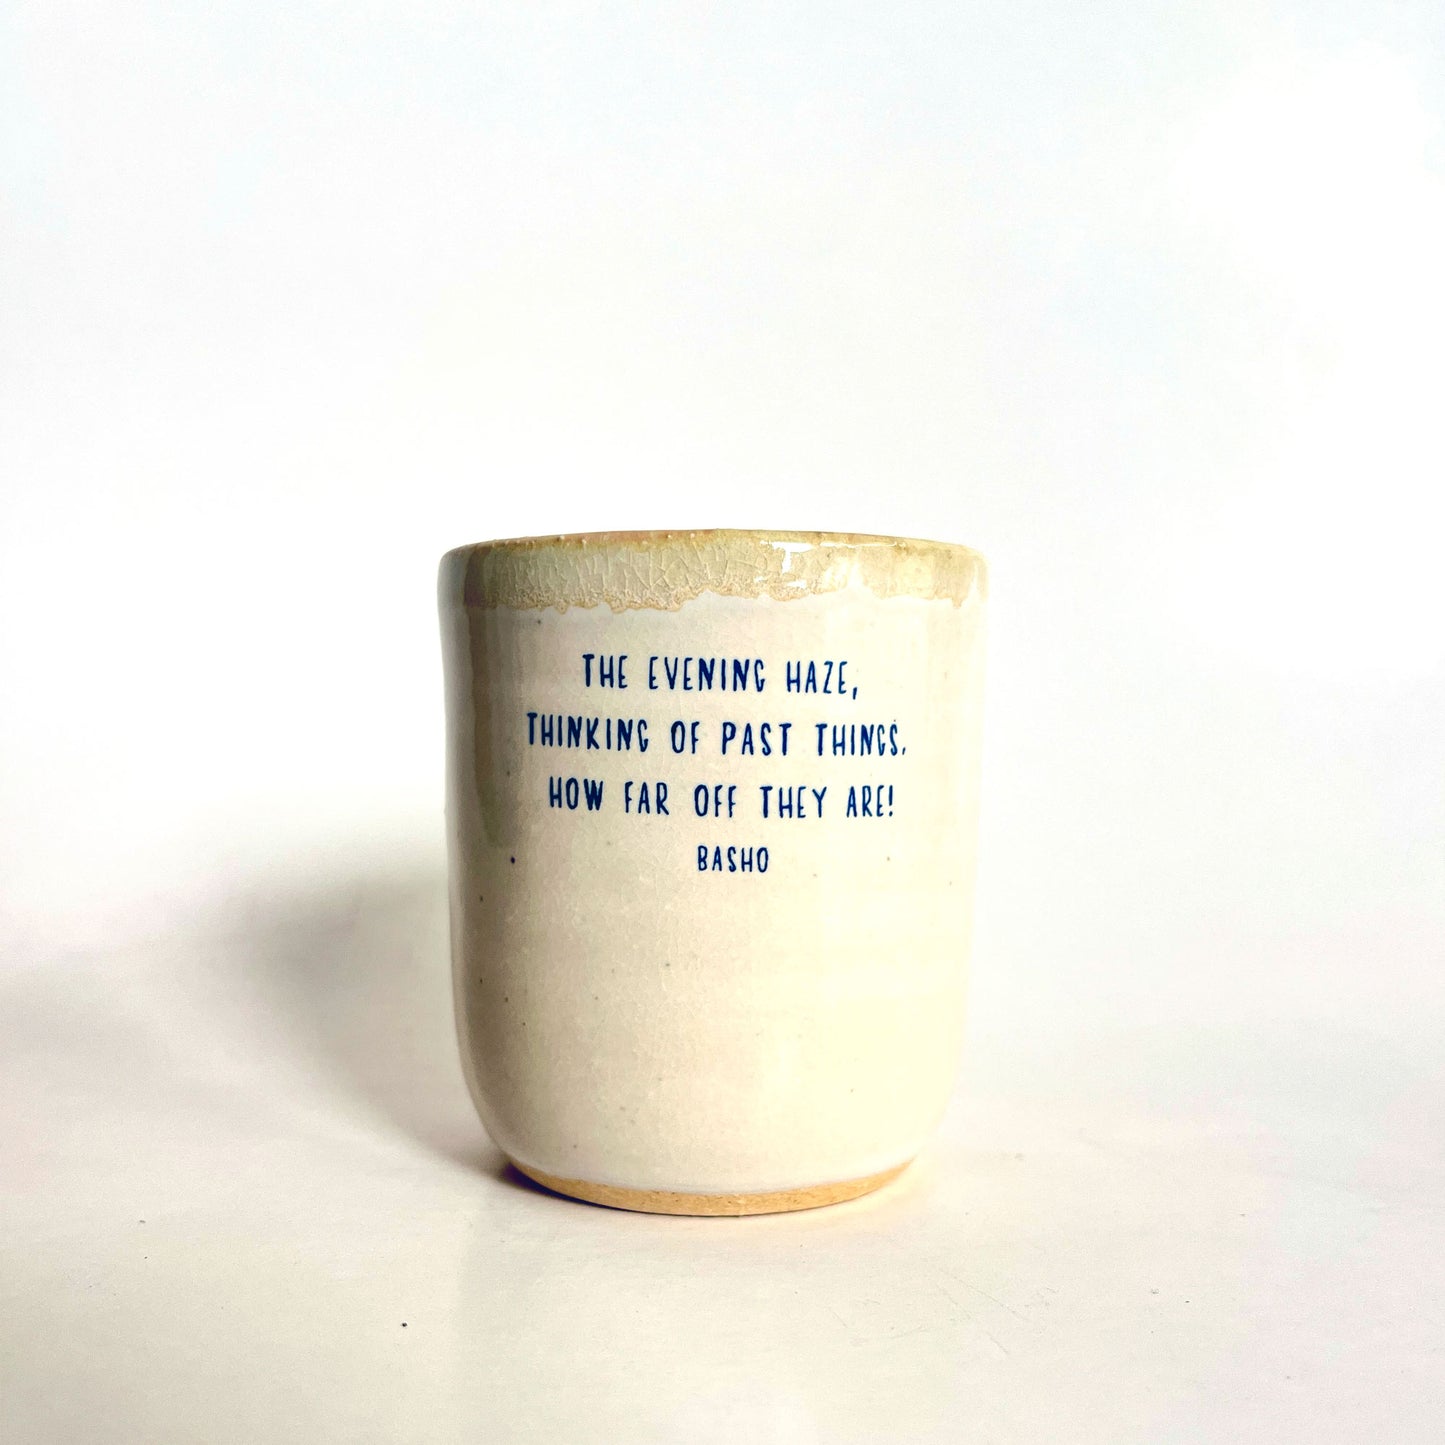 THE EVENING HAZE,
THINKING OF PAST THINGS.
HOW FAR OFF THEY ARE!
BASHO